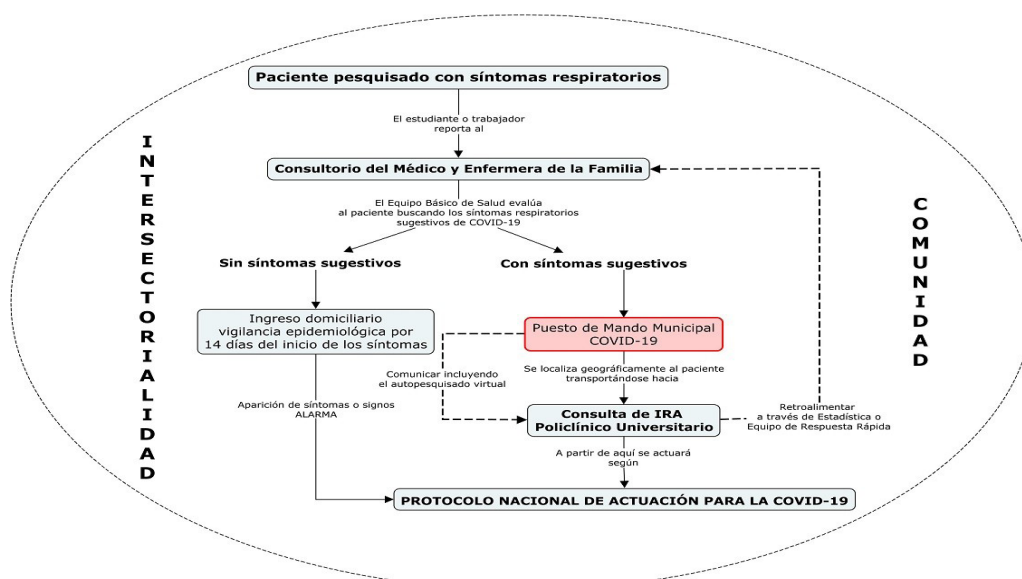 Paciente pesquisado con síntomas respiratorios
El estudiante o trabajador
reporta al
Consultorio del Médico y Enfermera de la Familia
El Equipo Básico de Salud evalúa
al paciente buscando los síntomas respiratorios
sugestivos de COVID-19
Sin síntomas sugestivos
Con síntomas sugestivos
Ingreso domiciliario
vigilancia epidemiológica por
14 días del inicio de los síntomas
Puesto de Mando Municipal
COVID-19
Comunicar incluyendo
el autopesquisado virtual
Se localiza geográficamente al paciente
transportándose hacia
Aparición de síntomas o signos
ALARMA
Consulta de IRA
Policlínico Universitario
Retroalimentar
a través de Estadística o
Equipo de Respuesta Rápida
A partir de aquí se actuará
según
PROTOCOLO NACIONAL DE ACTUACIÓN PARA LA COVID-19
INTERSECTORIALIDAD
COMUNIDAD